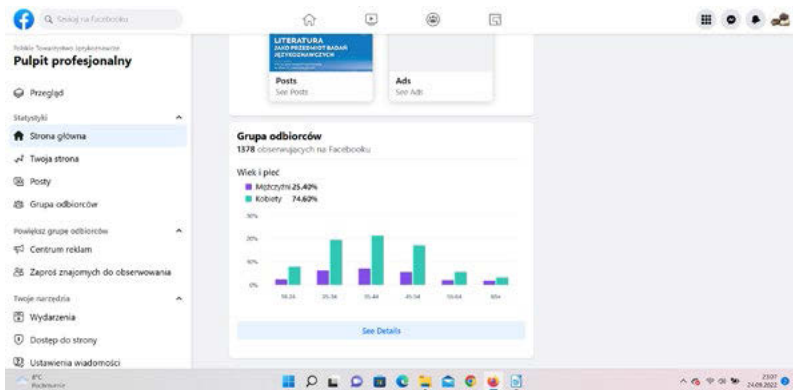 Szukaj na Facebooku
Polskie Towarzystwo Językoznawcze
Pulpit profesjonalny
Przegląd
Statystyki
Strona główna
Twoja strona
Posty
Grupa odbiorców
Powiększ grupę odbiorców
Centrum reklam
Zaproś znajomych do obserwowania
Twoje narzędzia
Wydarzenia
Dostęp do strony
Ustawienia wiadomości
LITERATURA
JAKO PRZEDMIOT BADAŃ
JĘZYKOZNAWCZYCH
Posts
See Posts
Ads
See Ads
Grupa odbiorców
1378 obserwujących na Facebooku
Wiek i płeć
Mężczyźni 25.40%
Kobiety 74.60%
30%
20%
10%
0%
18-24 25-34 35-44 45-54 55-64 65+
See Details
8°C
23:07
24.09.2022